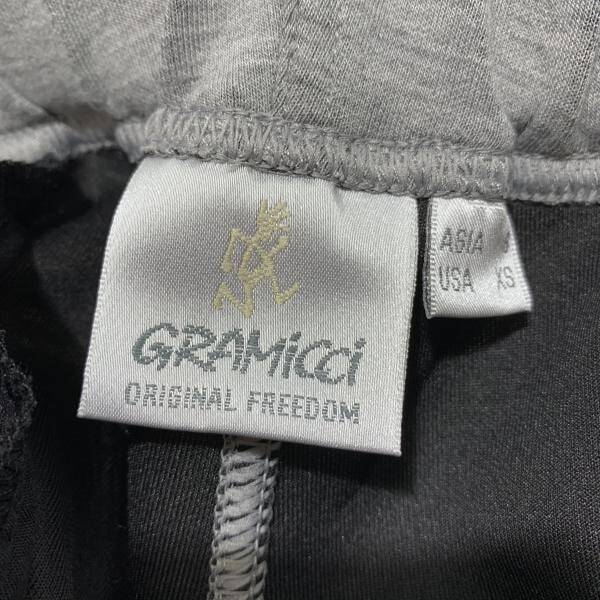 GRAMiCCi
ORIGINAL FREEDOM
ASIA
USA XS